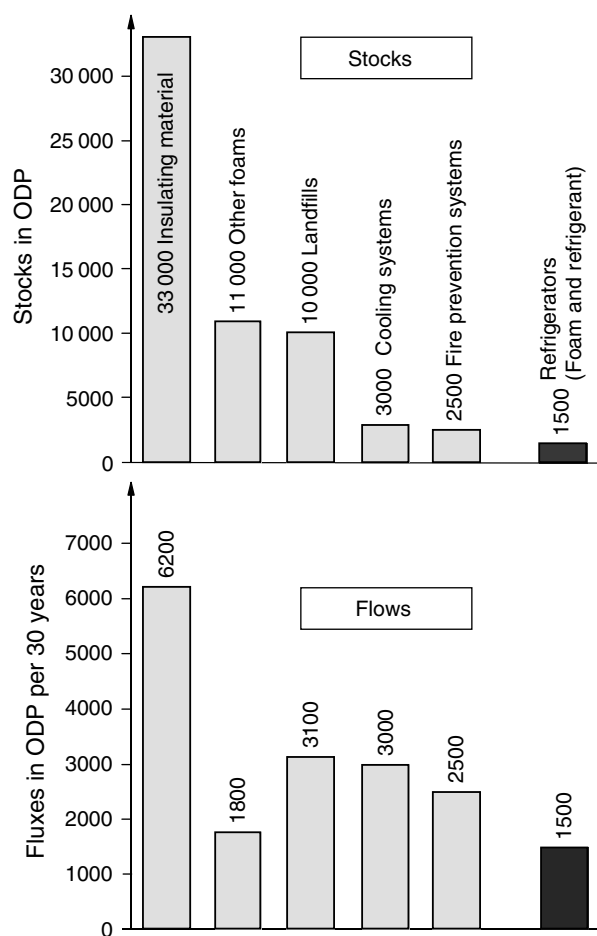 Stocks
Stocks in ODP
30 000
25 000
20 000
15 000
10 000
5000
0
33 000 Insulating material
11 000 Other foams
10 000 Landfills
3000 Cooling systems
2500 Fire prevention systems
1500 Refrigerators
(Foam and refrigerant)
Flows
Fluxes in ODP per 30 years
7000
6000
5000
4000
3000
2000
1000
0
6200
1800
3100
3000
2500
1500